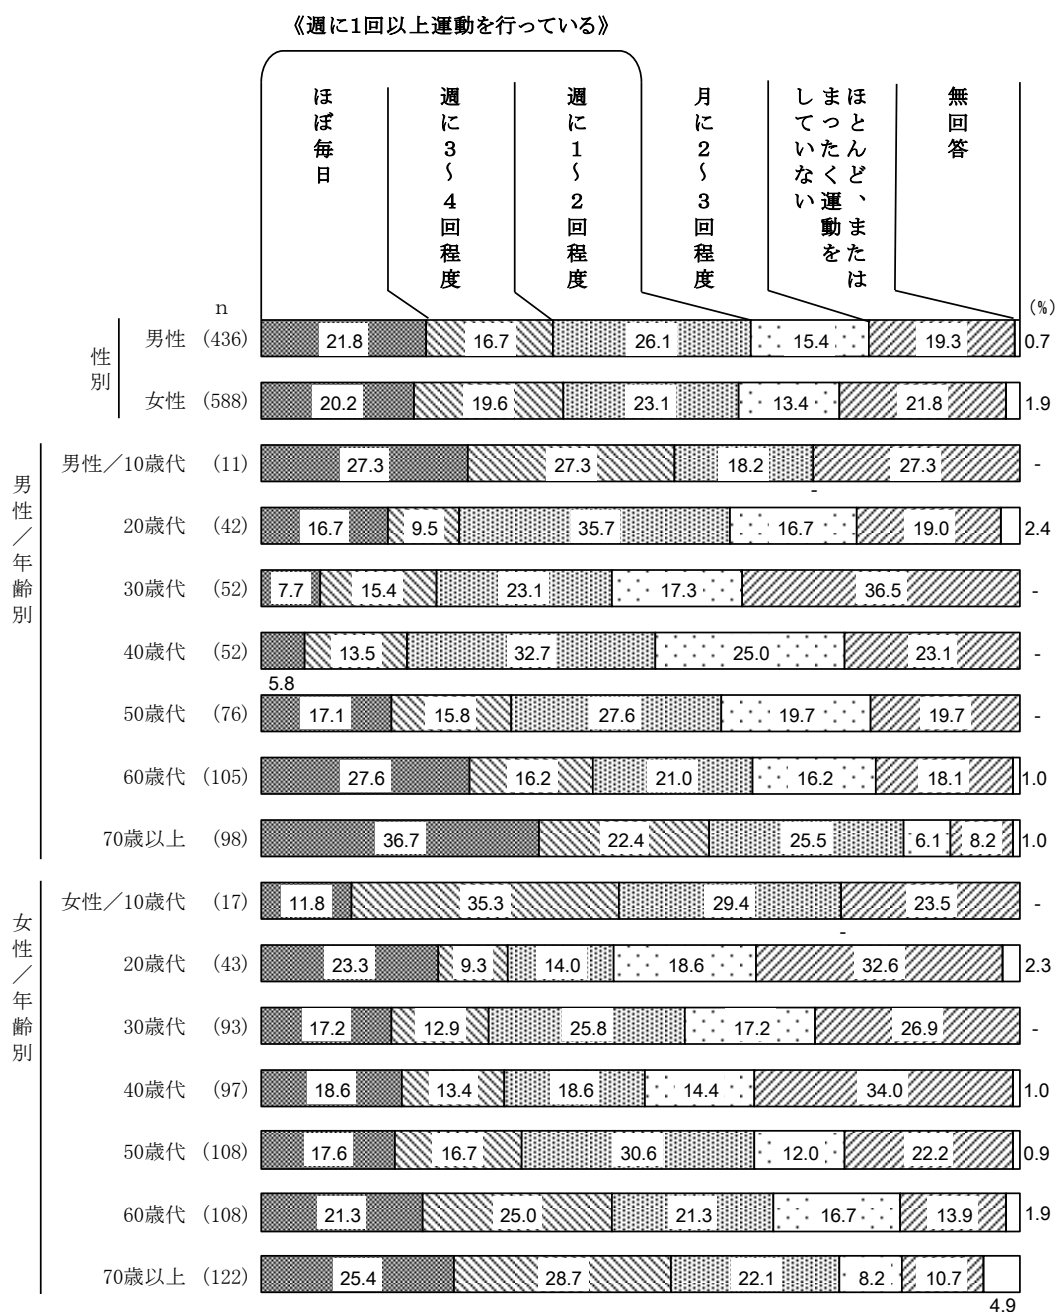 《週に1回以上運動を行っている》
ほぼ毎日
週に3～4回程度
週に1～2回程度
月に2～3回程度
ほとんど、または
まったく運動を
していない
無回答
n
(%)
性別
男性 (436) 21.8 16.7 26.1 15.4 19.3 0.7
女性 (588) 20.2 19.6 23.1 13.4 21.8 1.9
男性／年齢別
男性／10歳代 (11) 27.3 27.3 18.2 - 27.3 -
20歳代 (42) 16.7 9.5 35.7 16.7 19.0 2.4
30歳代 (52) 7.7 15.4 23.1 17.3 36.5 -
40歳代 (52) 5.8 13.5 32.7 25.0 23.1 -
50歳代 (76) 17.1 15.8 27.6 19.7 19.7 -
60歳代 (105) 27.6 16.2 21.0 16.2 18.1 1.0
70歳以上 (98) 36.7 22.4 25.5 6.1 8.2 1.0
女性／年齢別
女性／10歳代 (17) 11.8 35.3 29.4 - 23.5 -
20歳代 (43) 23.3 9.3 14.0 18.6 32.6 2.3
30歳代 (93) 17.2 12.9 25.8 17.2 26.9 -
40歳代 (97) 18.6 13.4 18.6 14.4 34.0 1.0
50歳代 (108) 17.6 16.7 30.6 12.0 22.2 0.9
60歳代 (108) 21.3 25.0 21.3 16.7 13.9 1.9
70歳以上 (122) 25.4 28.7 22.1 8.2 10.7 4.9